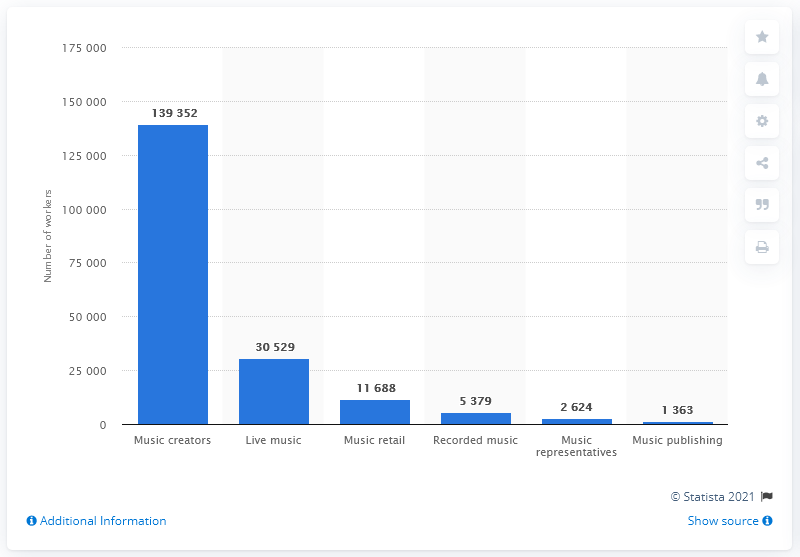 175 000
150 000
125 000
100 000
75 000
50 000
25 000
0
Number of workers
139 352
30 529
11 688
5 379
2 624
1 363
Music creators
Live music
Music retail
Recorded music
Music
representatives
Music publishing
© Statista 2021
Additional Information
Show source